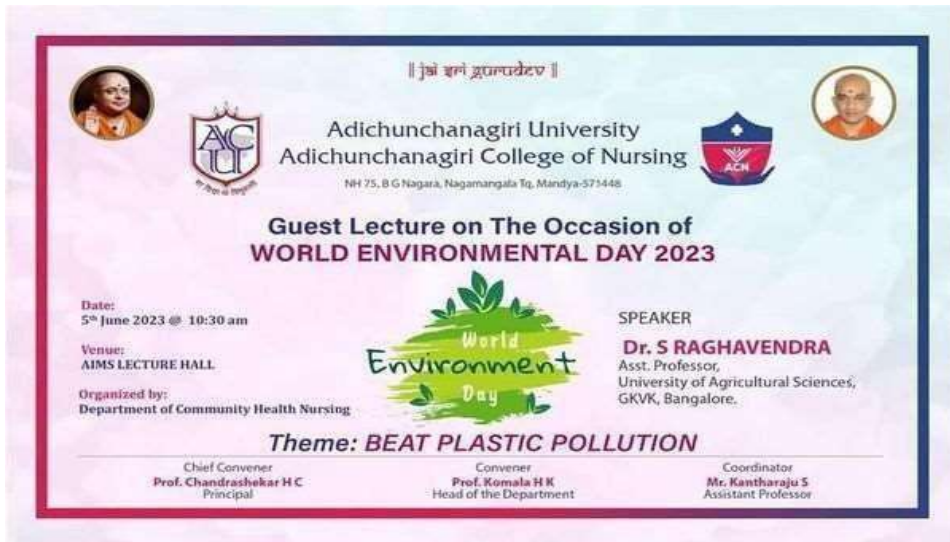 || jai sri gurudev ||
ACU
Adichunchanagiri University
Adichunchanagiri College of Nursing
ACN
NH 75, B G Nagara, Nagamangala Tq, Mandya-571448
Guest Lecture on The Occasion of
WORLD ENVIRONMENTAL DAY 2023
Date:
5th June 2023 @ 10:30 am
Venue:
AIMS LECTURE HALL
Organized by:
Department of Community Health Nursing
World
Environment
Day
SPEAKER
Dr. S RAGHAVENDRA
Asst. Professor,
University of Agricultural Sciences,
GKVK, Bangalore.
Theme: BEAT PLASTIC POLLUTION
Chief Convener
Prof. Chandrashekar H C
Principal
Convener
Prof. Komala H K
Head of the Department
Coordinator
Mr. Kantharaju S
Assistant Professor